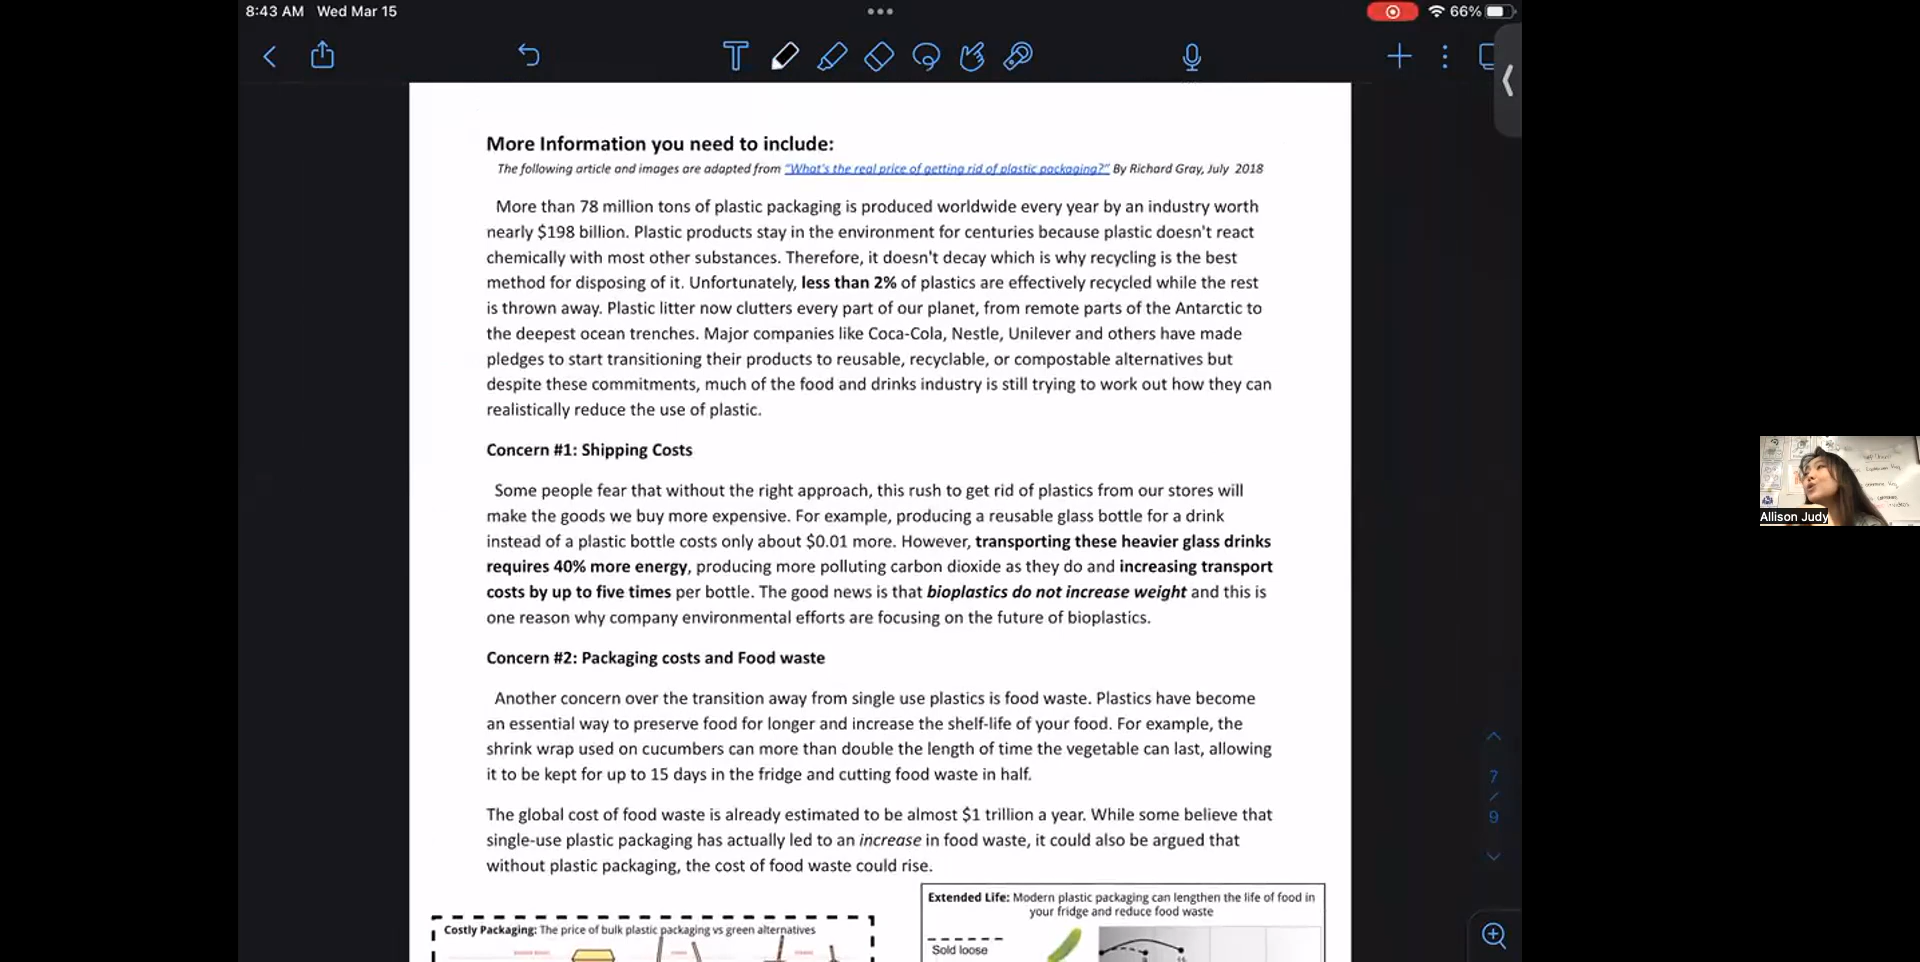 8:43 AM Wed Mar 15
66%
More Information you need to include:
The following article and images are adapted from "What's the real price of getting rid of plastic packaging?" By Richard Gray, July 2018
More than 78 million tons of plastic packaging is produced worldwide every year by an industry worth
nearly $198 billion. Plastic products stay in the environment for centuries because plastic doesn't react
chemically with most other substances. Therefore, it doesn't decay which is why recycling is the best
method for disposing of it. Unfortunately, less than 2% of plastics are effectively recycled while the rest
is thrown away. Plastic litter now clutters every part of our planet, from remote parts of the Antarctic to
the deepest ocean trenches. Major companies like Coca-Cola, Nestle, Unilever and others have made
pledges to start transitioning their products to reusable, recyclable, or compostable alternatives but
despite these commitments, much of the food and drinks industry is still trying to work out how they can
realistically reduce the use of plastic.
Concern #1: Shipping Costs
Some people fear that without the right approach, this rush to get rid of plastics from our stores will
make the goods we buy more expensive. For example, producing a reusable glass bottle for a drink
instead of a plastic bottle costs only about $0.01 more. However, transporting these heavier glass drinks
requires 40% more energy, producing more polluting carbon dioxide as they do and increasing transport
costs by up to five times per bottle. The good news is that bioplastics do not increase weight and this is
one reason why company environmental efforts are focusing on the future of bioplastics.
Concern #2: Packaging costs and Food waste
Another concern over the transition away from single use plastics is food waste. Plastics have become
an essential way to preserve food for longer and increase the shelf-life of your food. For example, the
shrink wrap used on cucumbers can more than double the length of time the vegetable can last, allowing
it to be kept for up to 15 days in the fridge and cutting food waste in half.
The global cost of food waste is already estimated to be almost $1 trillion a year. While some believe that
single-use plastic packaging has actually led to an increase in food waste, it could also be argued that
without plastic packaging, the cost of food waste could rise.
Costly Packaging: The price of bulk plastic packaging vs green alternatives
Extended Life: Modern plastic packaging can lengthen the life of food in
your fridge and reduce food waste
Sold loose
7
/
9
Allison Judy